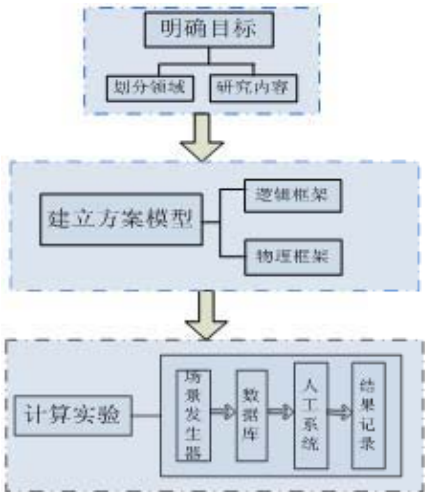 明确目标
划分领域
研究内容
建立方案模型
逻辑框架
物理框架
计算实验
场景发生器
数据库
人工系统
结果记录